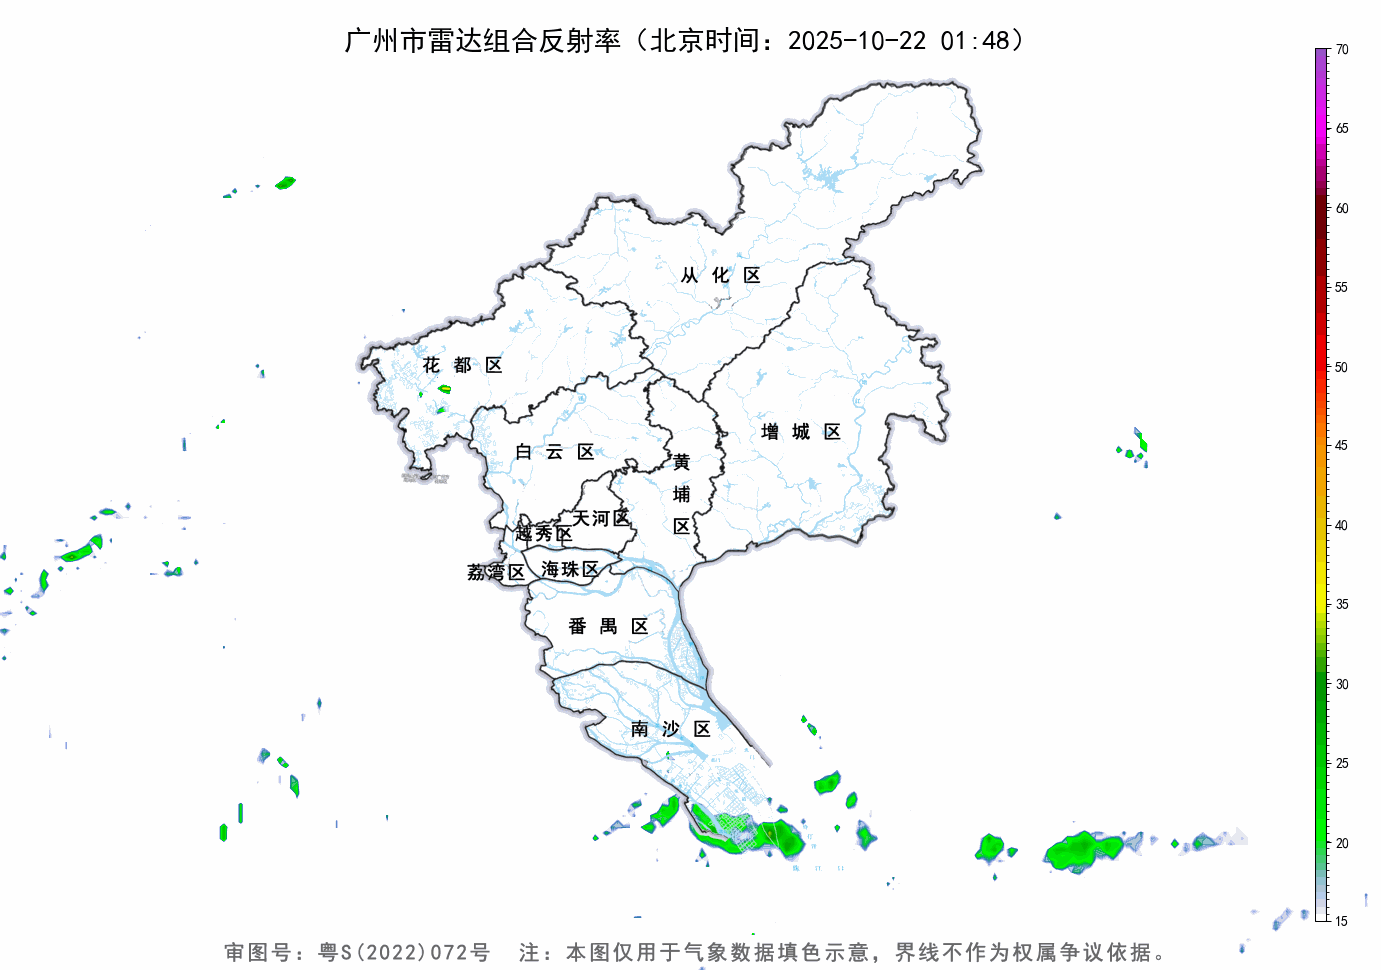 广州市雷达组合反射率（北京时间：2025-10-22 01:48）
70
65
60
55
50
45
40
35
30
25
20
15
从化区
花都区
增城区
白云区
黄埔区
天河区
越秀区
荔湾区
海珠区
番禺区
南沙区
审图号：粤S(2022)072号 注：本图仅用于气象数据填色示意，界线不作为权属争议依据。